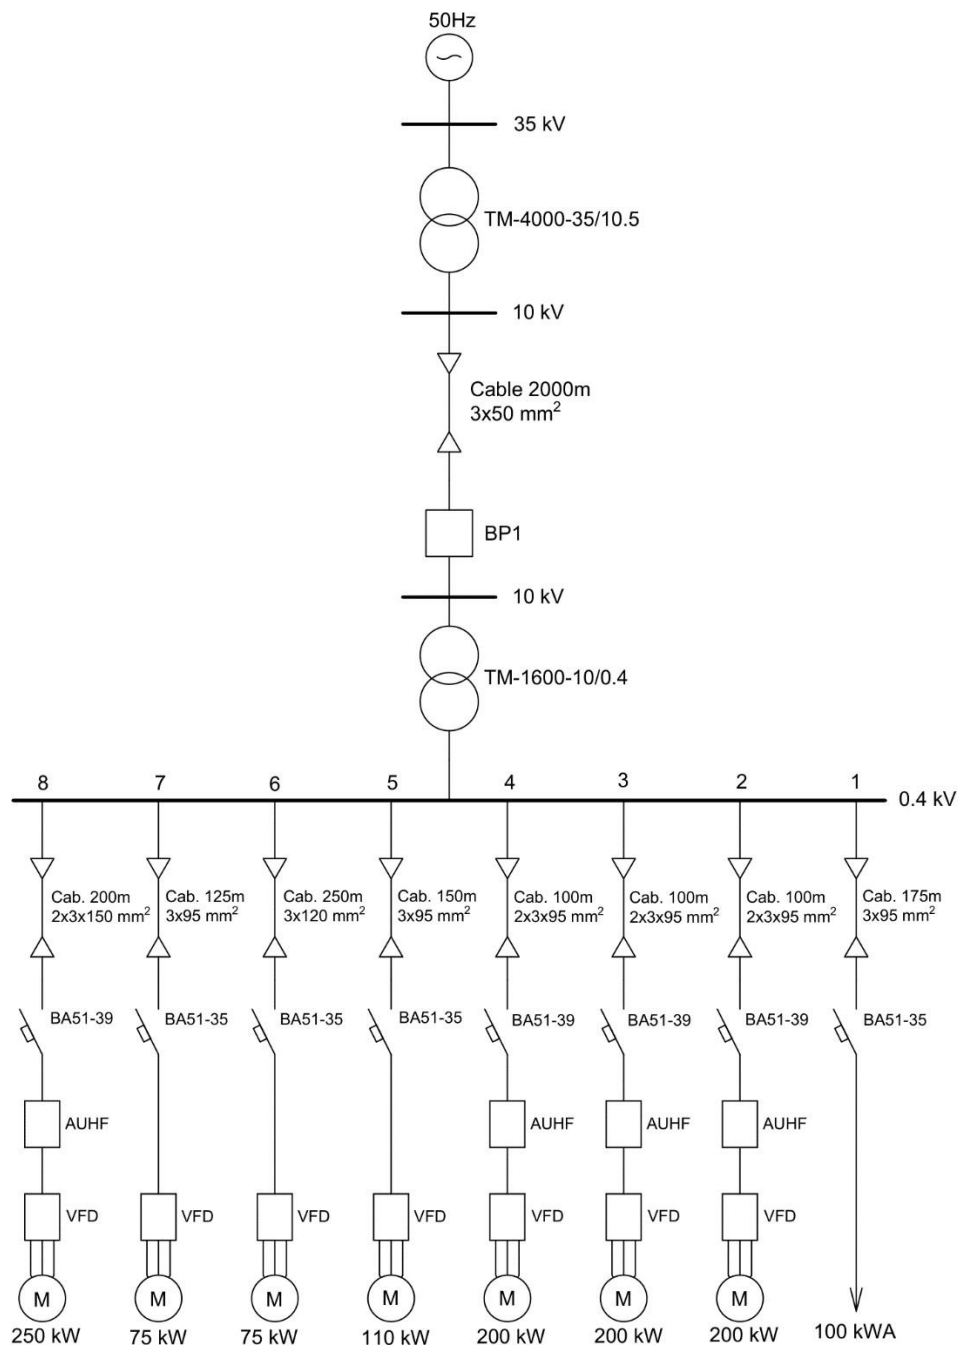 50Hz
35 kV
TM-4000-35/10.5
10 kV
Cable 2000m
3x50 mm²
BP1
10 kV
TM-1600-10/0.4
8 7 6 5 4 3 2 1
0.4 kV
Cab. 200m
2x3x150 mm²
Cab. 125m
3x95 mm²
Cab. 250m
3x120 mm²
Cab. 150m
3x95 mm²
Cab. 100m
2x3x95 mm²
Cab. 100m
2x3x95 mm²
Cab. 100m
2x3x95 mm²
Cab. 175m
3x95 mm²
BA51-39 BA51-35 BA51-35 BA51-35 BA51-39 BA51-39 BA51-39 BA51-35
AUHF AUHF AUHF AUHF
VFD VFD VFD VFD VFD VFD VFD
M M M M M M M
250 kW 75 kW 75 kW 110 kW 200 kW 200 kW 200 kW 100 kWA